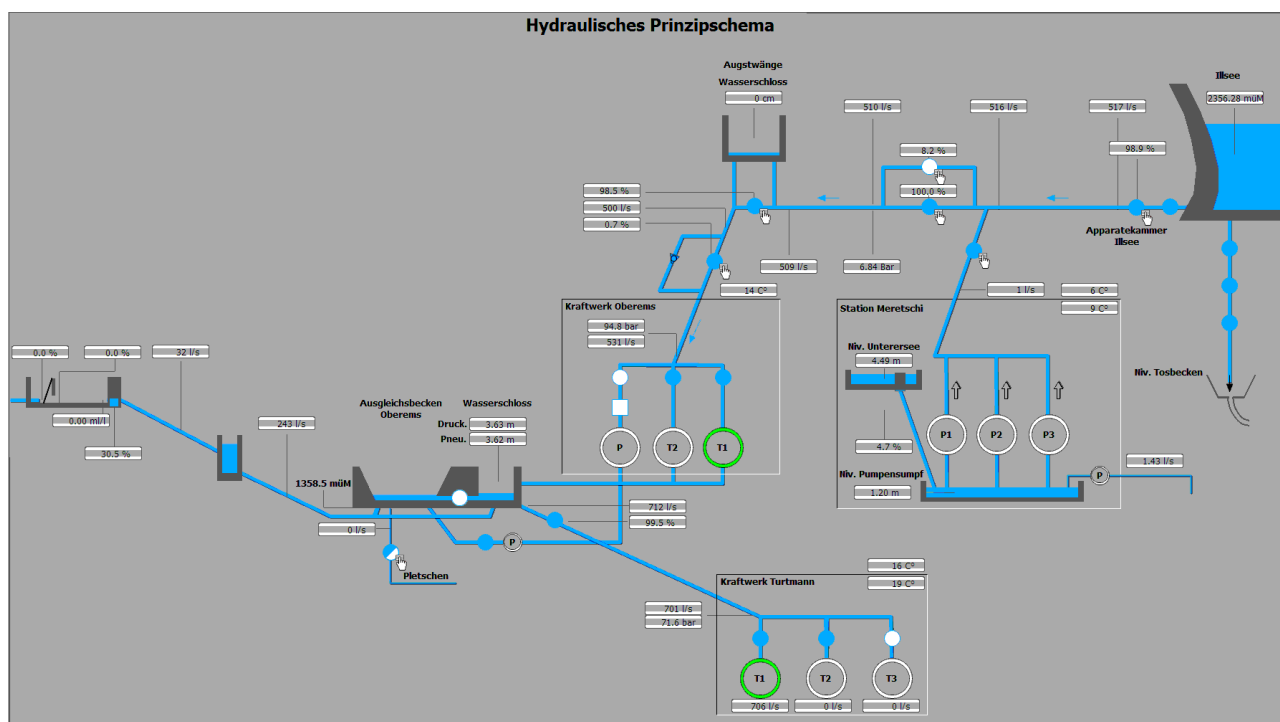 Hydraulisches Prinzipschema
Augstwänge
Wasserschloss
0 cm
510 l/s
516 l/s
517 l/s
Illsee
2356.28 müM
98.9 %
8.2 %
100.0 %
98.5 %
500 l/s
0.7 %
Apparatekammer
Illsee
509 l/s
6.84 Bar
14 C°
1 l/s
6 C°
9 C°
Kraftwerk Oberems
94.8 bar
531 l/s
Station Meretschi
Niv. Unterersee
4.49 m
Niv. Tosbecken
0.0 %
0.0 %
32 l/s
0.00 ml/l
30.5 %
243 l/s
Ausgleichsbecken
Oberems
Wasserschloss
Druck.
3.63 m
Pneu.
3.62 m
P
T2
T1
P1
P2
P3
4.7 %
1.43 l/s
Niv. Pumpensumpf
P
1.20 m
1358.5 müM
712 l/s
99.5 %
0 l/s
P
Pletschen
16 C°
Kraftwerk Turtmann
19 C°
701 l/s
71.6 bar
T1
T2
T3
706 l/s
0 l/s
0 l/s